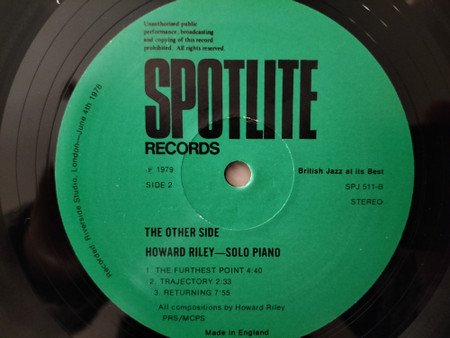 Unauthorised public
performance, broadcasting
and copying of this record
prohibited. All rights reserved.
SPOTLITE
RECORDS
℗ 1979
British Jazz at its Best
SIDE 2
SPJ 511-B
STEREO
THE OTHER SIDE
HOWARD RILEY—SOLO PIANO
1. THE FURTHEST POINT 4:40
2. TRAJECTORY 2:33
3. RETURNING 7:55
All compositions by Howard Riley
PRS/MCPS
Made in England
Recorded Riverside Studio, London—June 4th 1978